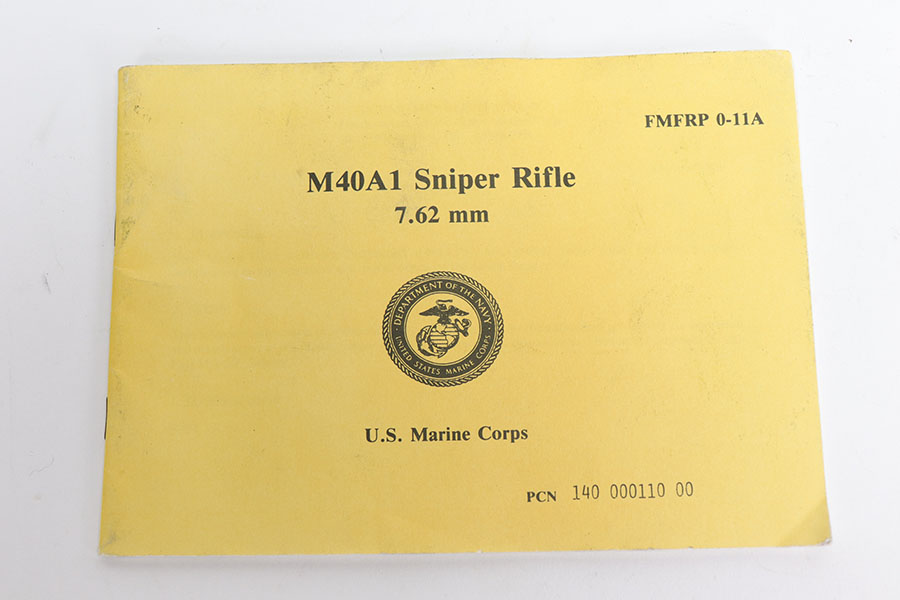 FMFRP 0-11A
M40A1 Sniper Rifle
7.62 mm
DEPARTMENT OF THE NAVY
UNITED STATES MARINE CORPS
U.S. Marine Corps
PCN 140 000110 00